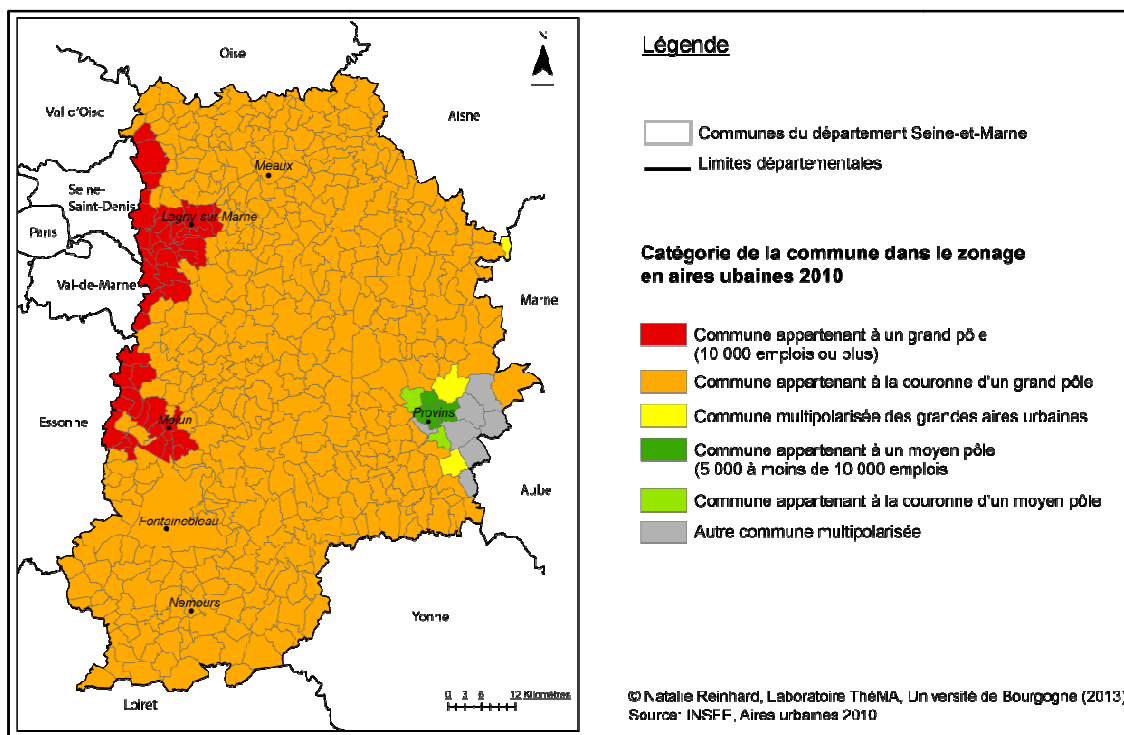 Oise
Val d'Oise
Aisne
Meaux
Seine-
Saint-Denis
Lagny sur Marne
Paris
Val-de-Marne
Marne
Provins
Essonne
Melun
Aube
Fontainebleau
Nemours
Yonne
Loiret
0 3 6 12 Kilomètres
Légende
Communes du département Seine-et-Marne
Limites départementales
Catégorie de la commune dans le zonage
en aires ubaines 2010
Commune appartenant à un grand pôle
(10 000 emplois ou plus)
Commune appartenant à la couronne d'un grand pôle
Commune multipolarisée des grandes aires urbaines
Commune appartenant à un moyen pôle
(5 000 à moins de 10 000 emplois
Commune appartenant à la couronne d'un moyen pôle
Autre commune multipolarisée
© Natalie Reinhard, Laboratoire ThéMA, Université de Bourgogne (2013)
Source: INSEE, Aires urbaines 2010